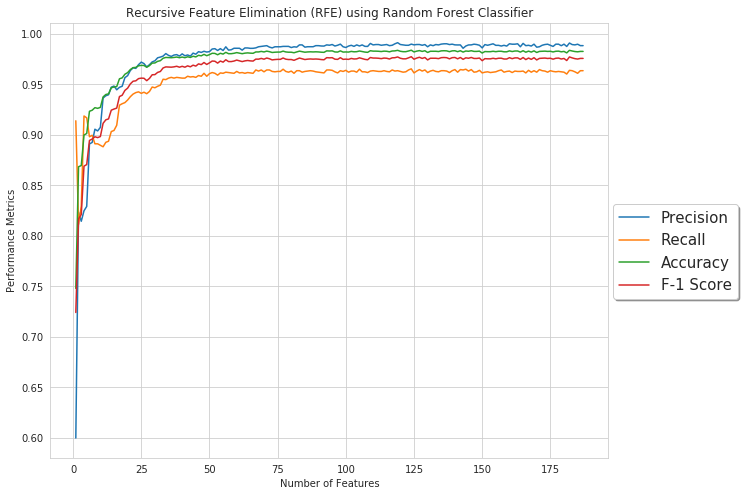 Recursive Feature Elimination (RFE) using Random Forest Classifier
1.00
0.95
0.90
0.85
0.80
0.75
0.70
0.65
0.60
Performance Metrics
0
25
50
75
100
125
150
175
Number of Features
Precision
Recall
Accuracy
F-1 Score